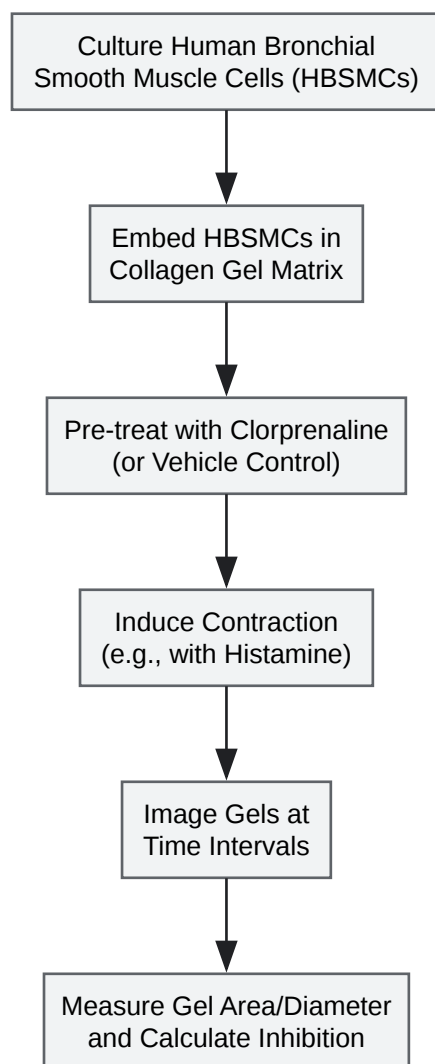 Culture Human Bronchial
Smooth Muscle Cells (HBSMCs)
Embed HBSMCs in
Collagen Gel Matrix
Pre-treat with Clorprenaline
(or Vehicle Control)
Induce Contraction
(e.g., with Histamine)
Image Gels at
Time Intervals
Measure Gel Area/Diameter
and Calculate Inhibition